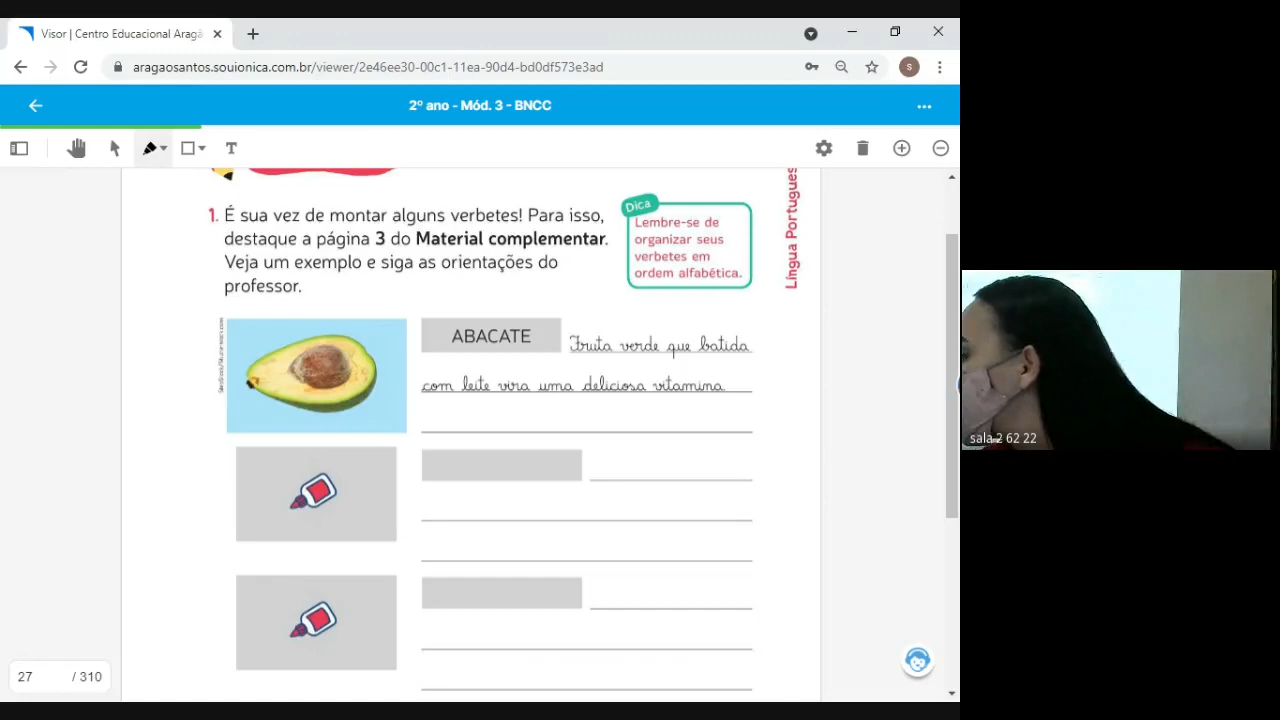 Visor | Centro Educacional Aragã
aragaosantos.souionica.com.br/viewer/2e46ee30-00c1-11ea-90d4-bd0df573e3ad
s
2º ano - Mód. 3 - BNCC
T
1. É sua vez de montar alguns verbetes! Para isso,
destaque a página 3 do Material complementar.
Veja um exemplo e siga as orientações do
professor.
Dica
Lembre-se de
organizar seus
verbetes em
ordem alfabética.
Língua Portugues
ABACATE
Fruta verde que batida
com leite vira uma deliciosa vitamina.
27 / 310
sala 2 62 22